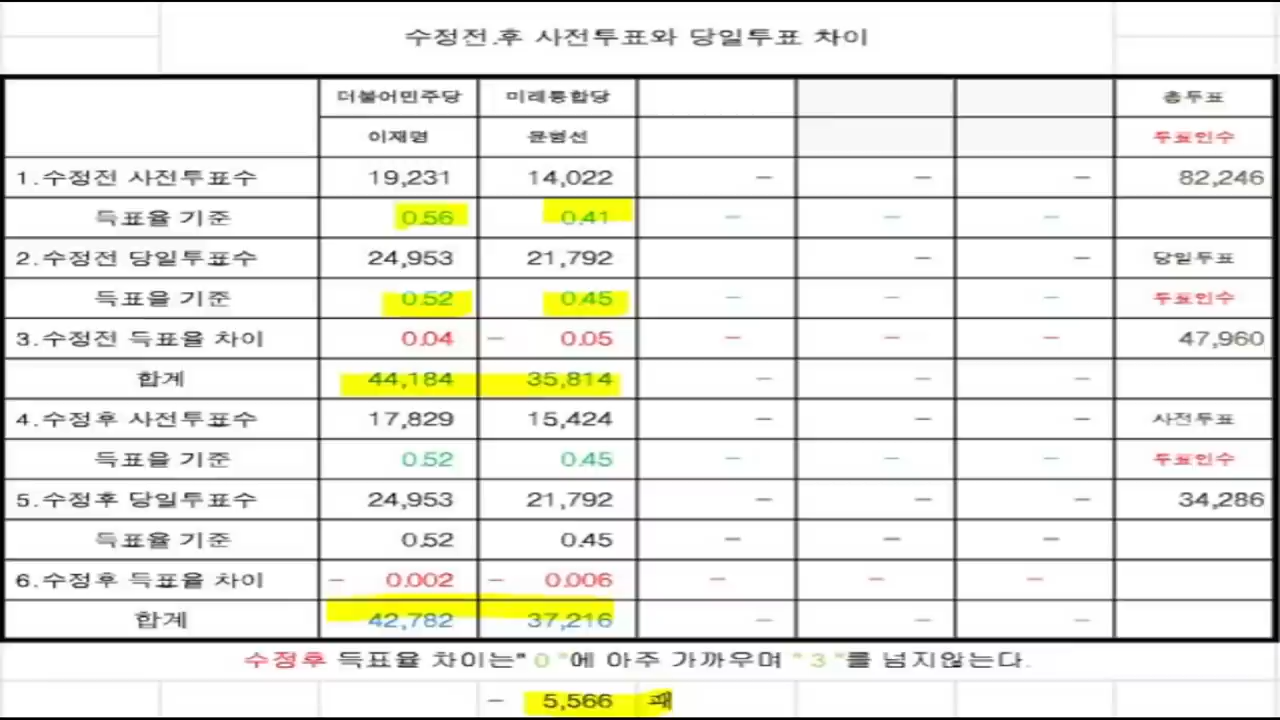 수정전.후 사전투표와 당일투표 차이
더불어민주당 미래통합당 총투표
이재명 윤형선 투표인수
1.수정전 사전투표수 19,231 14,022 - - - 82,246
득표율 기준 0.56 0.41 - - -
2.수정전 당일투표수 24,953 21,792 - - 당일투표
득표율 기준 0.52 0.45 - - - 투표인수
3.수정전 득표율 차이 0.04 - 0.05 - - - 47,960
합계 44,184 35,814 - - -
4.수정후 사전투표수 17,829 15,424 - - - 사전투표
득표율 기준 0.52 0.45 - - - 투표인수
5.수정후 당일투표수 24,953 21,792 - - - 34,286
득표율 기준 0.52 0.45 - - -
6.수정후 득표율 차이 - 0.002 - 0.006 - - -
합계 42,782 37,216 - - -
수정후 득표율 차이는" 0 "에 아주 가까우며 " 3 "를 넘지않는다.
- 5,566 패